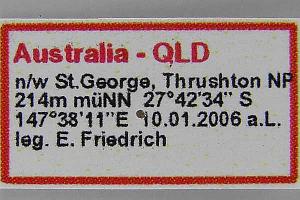 Australia - QLD
n/w St.George, Thrushton NP
214m müNN 27°42'34" S
147°38'11"E 10.01.2006 a.L.
leg. E. Friedrich